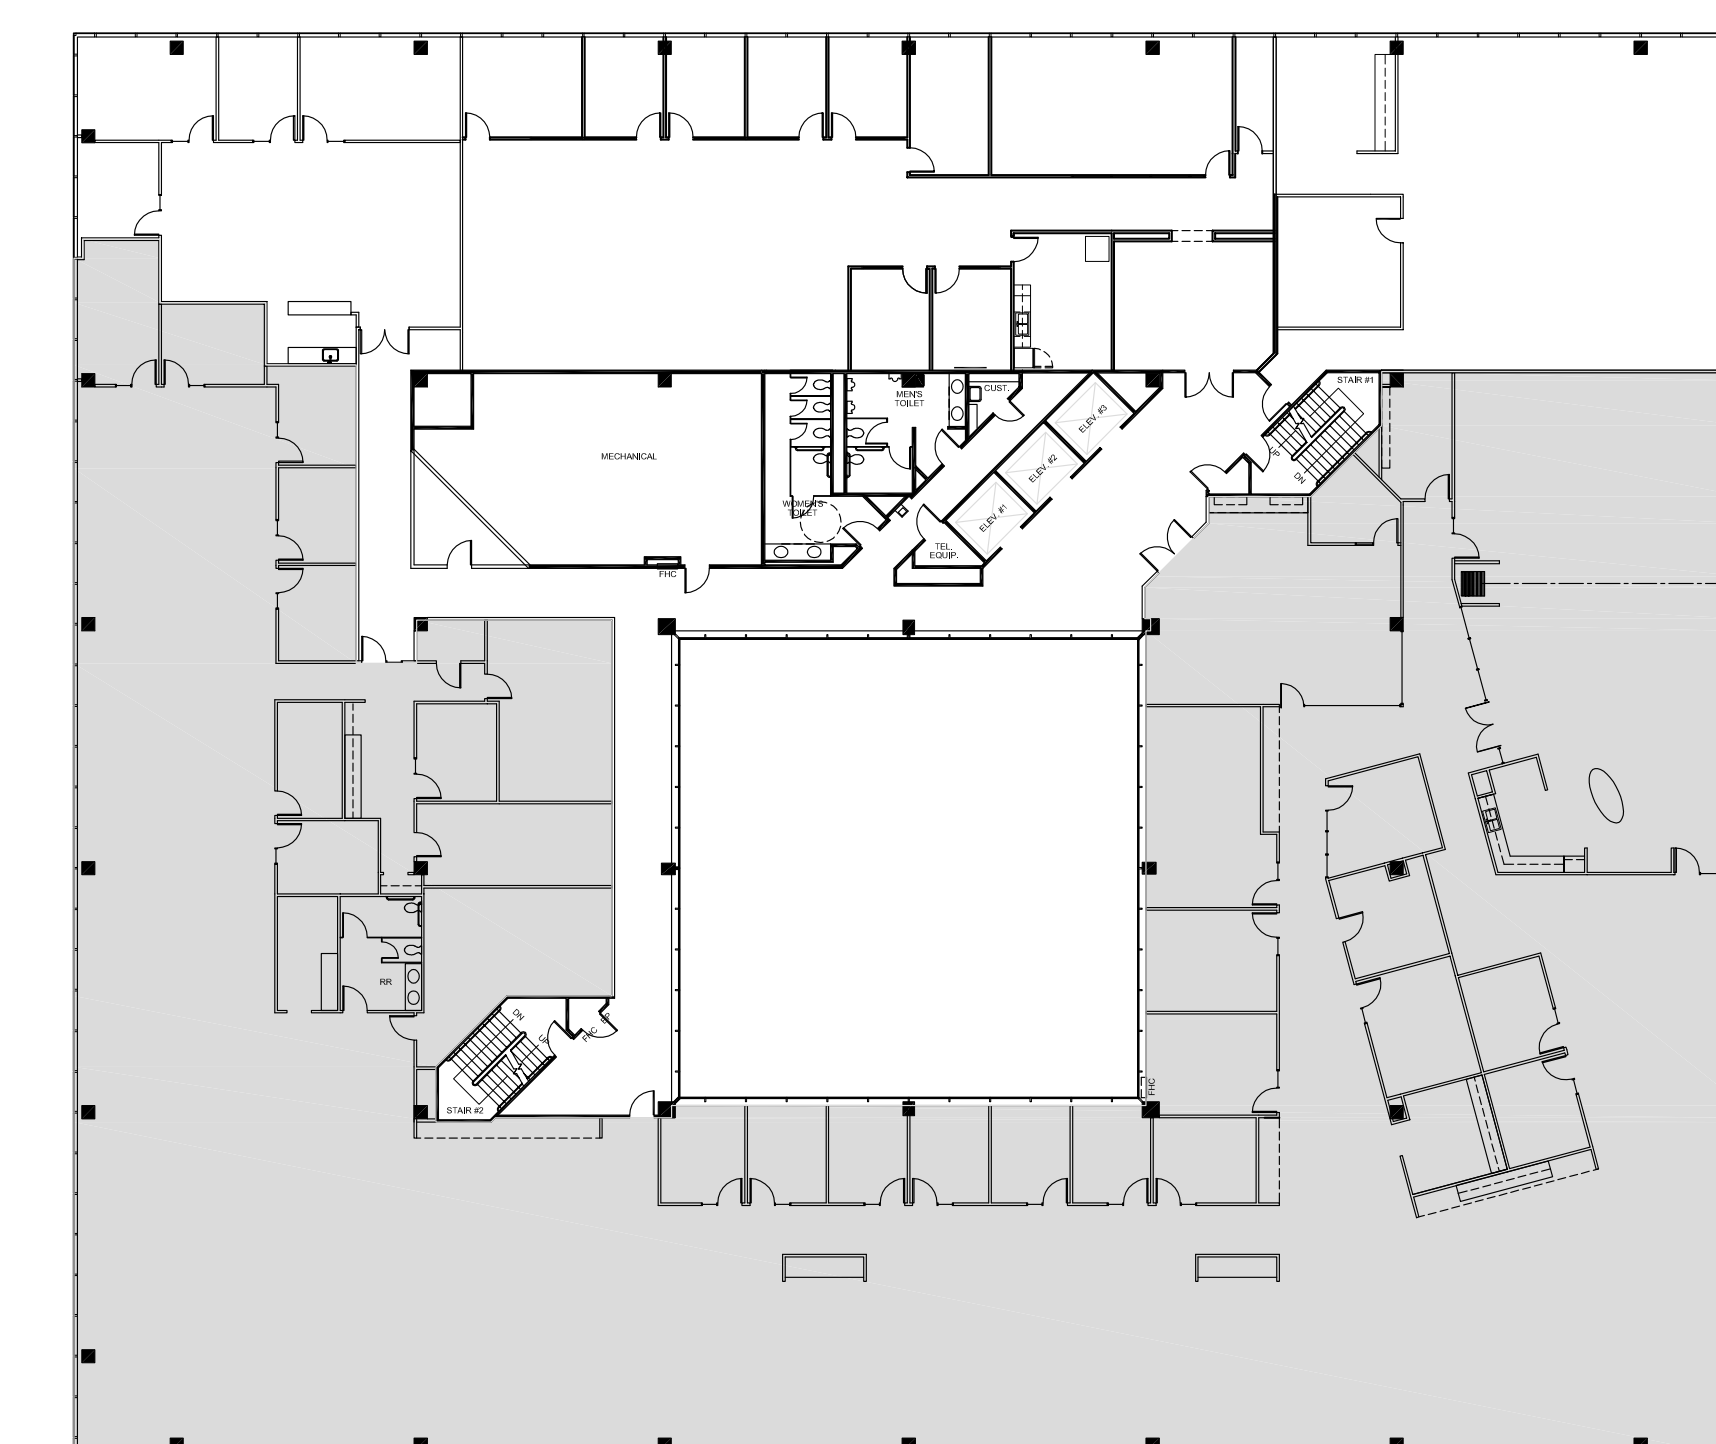 STAIR #1
MEN'S
TOILET
CUST.
ELEV. #3
MECHANICAL
UP
ELEV. #2
DN
WOMEN'S
TOILET
ELEV. #1
TEL.
EQUIP.
FHC
RR
DN
EP
UP
FHC
FHC
STAIR #2